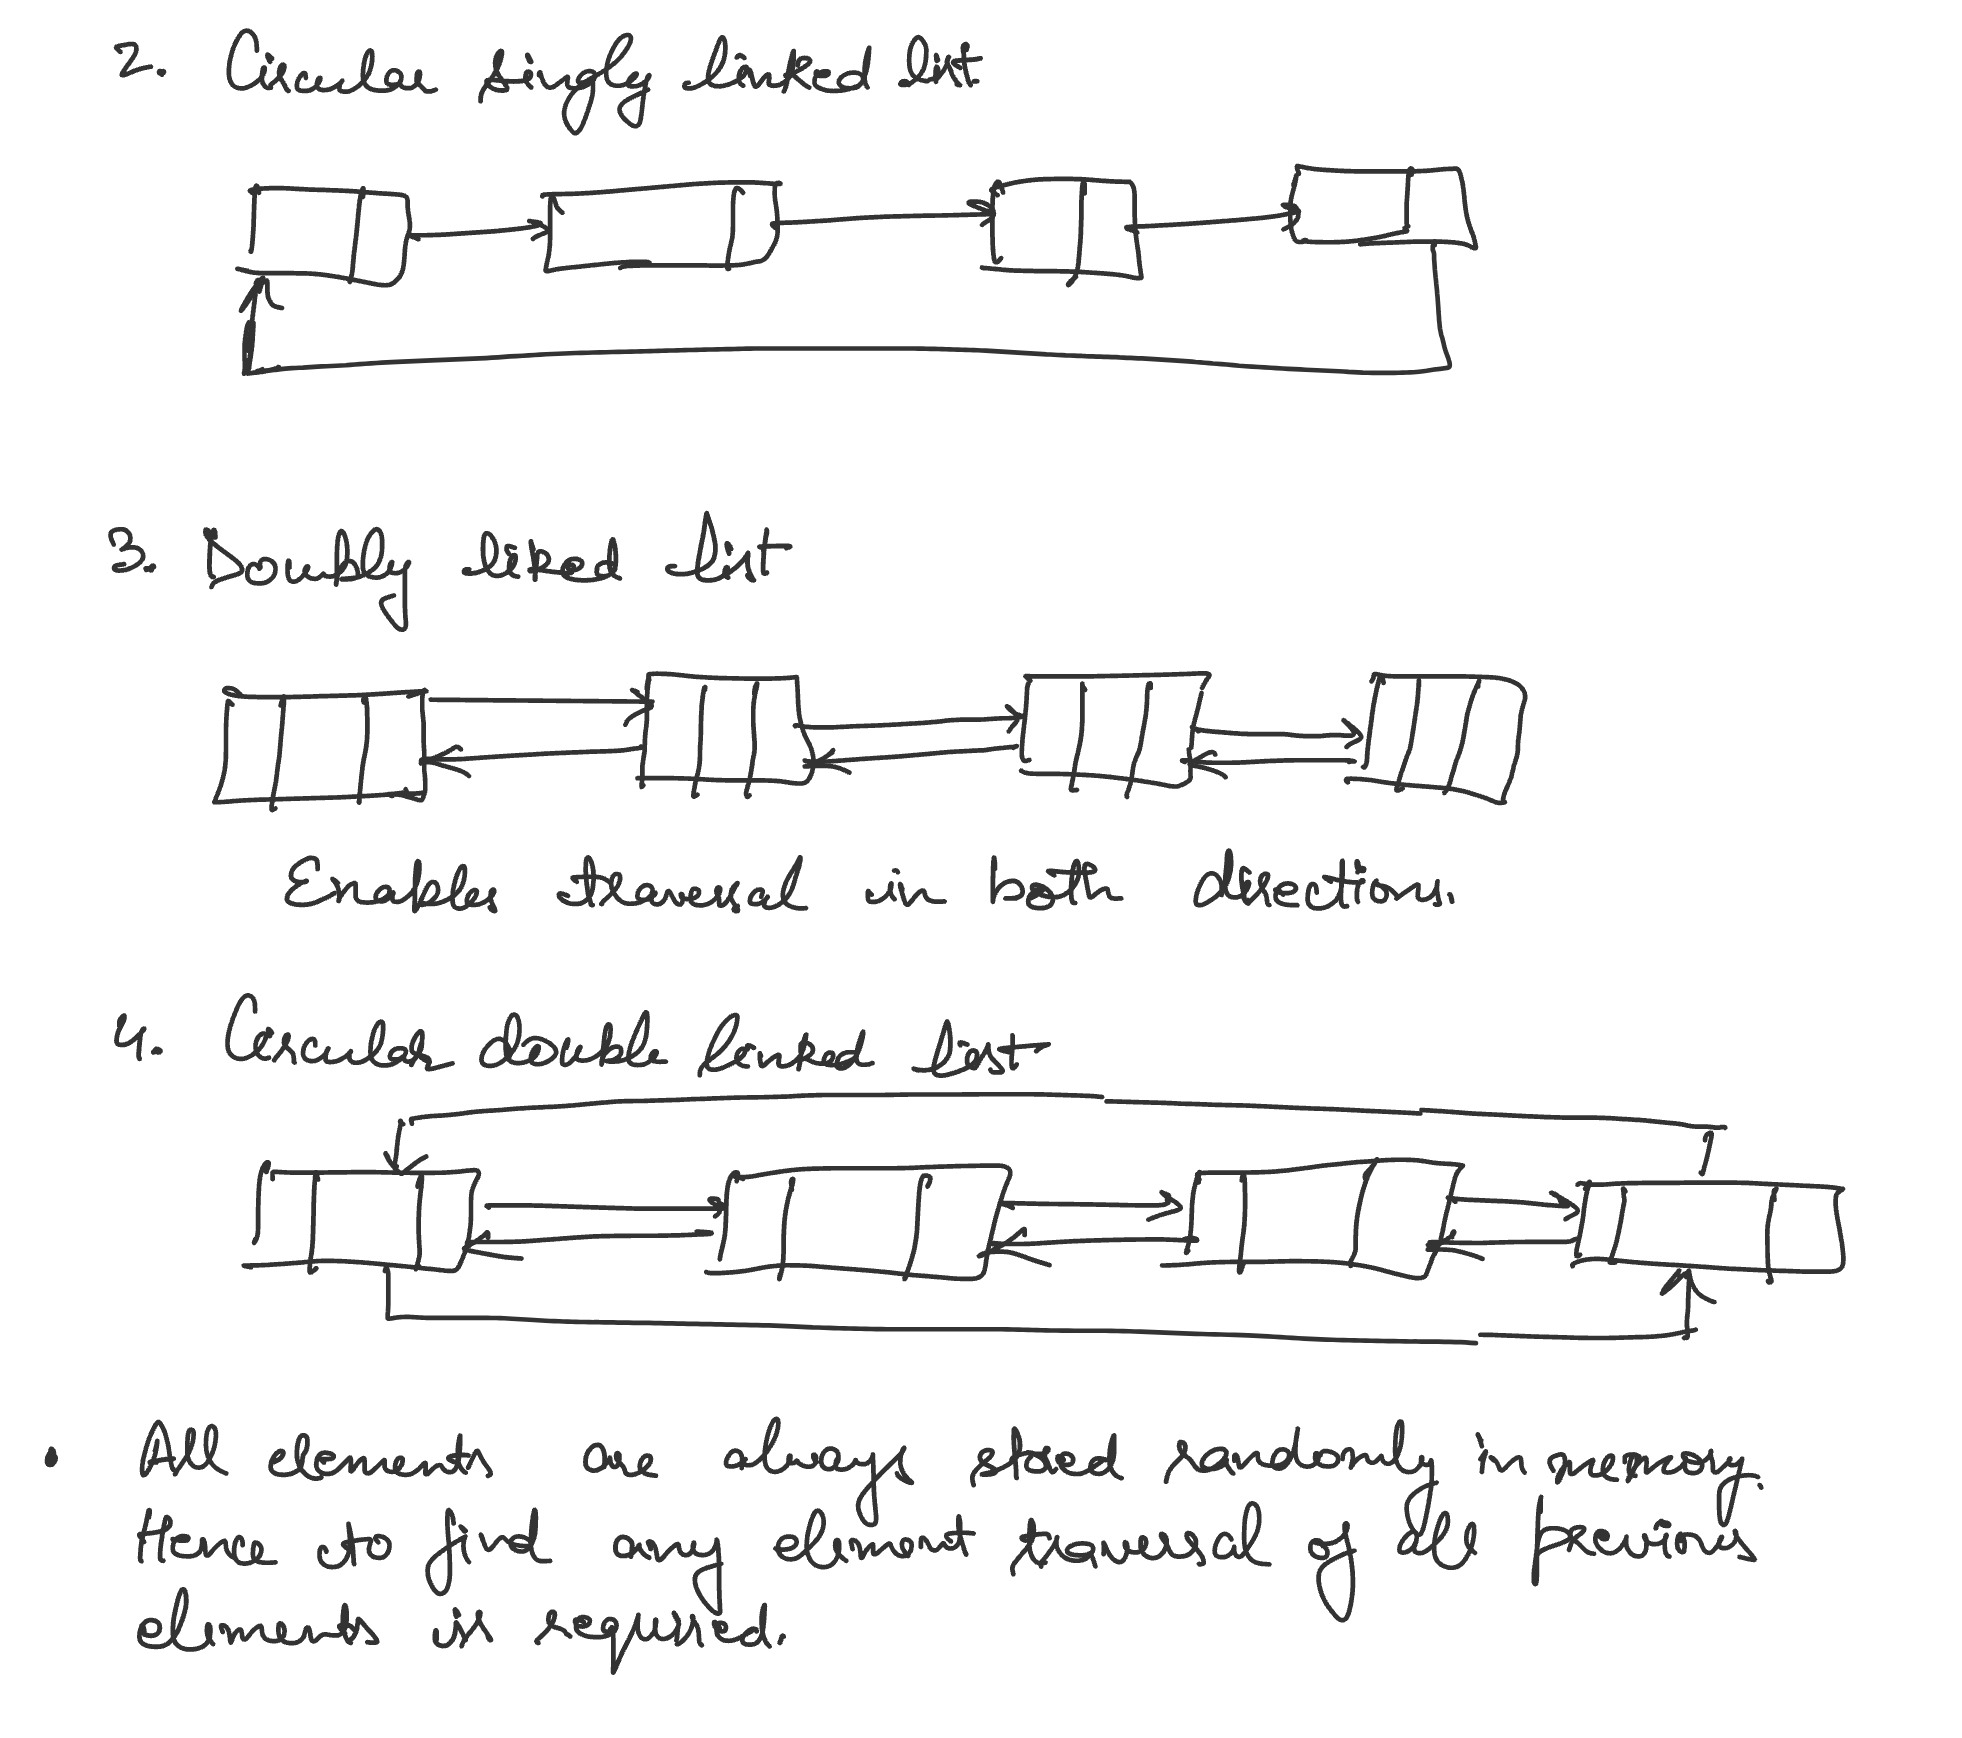 2. Circular singly linked list
3. Doubly liked list
Enables traversal in both directions.
4. Circular double linked list
• All elements are always stored randomly in memory.
Hence to find any element traversal of all previous
elements is required.